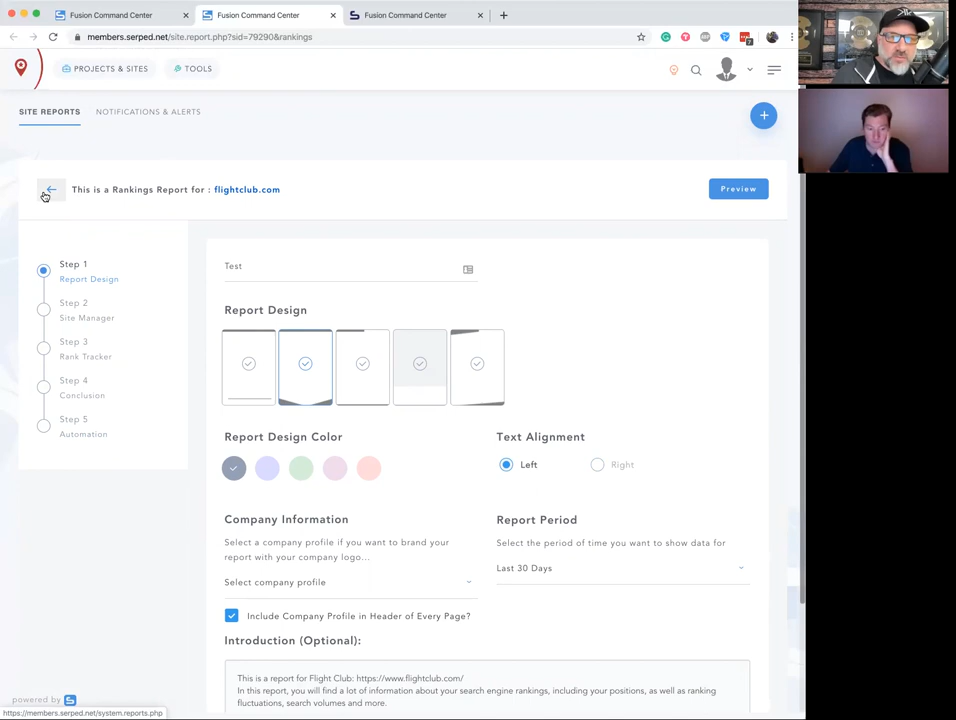 Fusion Command Center
Fusion Command Center
Fusion Command Center
members.serped.net/site.report.php?sid=79290&rankings
7
PROJECTS & SITES
TOOLS
SITE REPORTS
NOTIFICATIONS & ALERTS
This is a Rankings Report for : flightclub.com
Preview
Step 1
Report Design
Step 2
Site Manager
Step 3
Rank Tracker
Step 4
Conclusion
Step 5
Automation
Test
Report Design
Report Design Color
Text Alignment
Left
Right
Company Information
Select a company profile if you want to brand your
report with your company logo...
Select company profile
Include Company Profile in Header of Every Page?
Report Period
Select the period of time you want to show data for
Last 30 Days
Introduction (Optional):
This is a report for Flight Club: https://www.flightclub.com/
In this report, you will find a lot of information about your search engine rankings, including your positions, as well as ranking
fluctuations, search volumes and more.
powered by
https://members.serped.net/system.reports.php